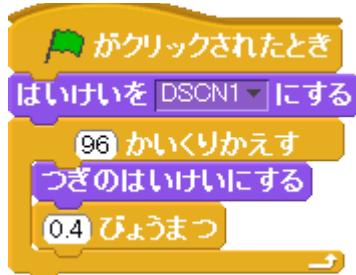 がクリックされたとき
はいけいを DSCN1 にする
96 かいくりかえす
つぎのはいけいにする
0.4 びょうまつ